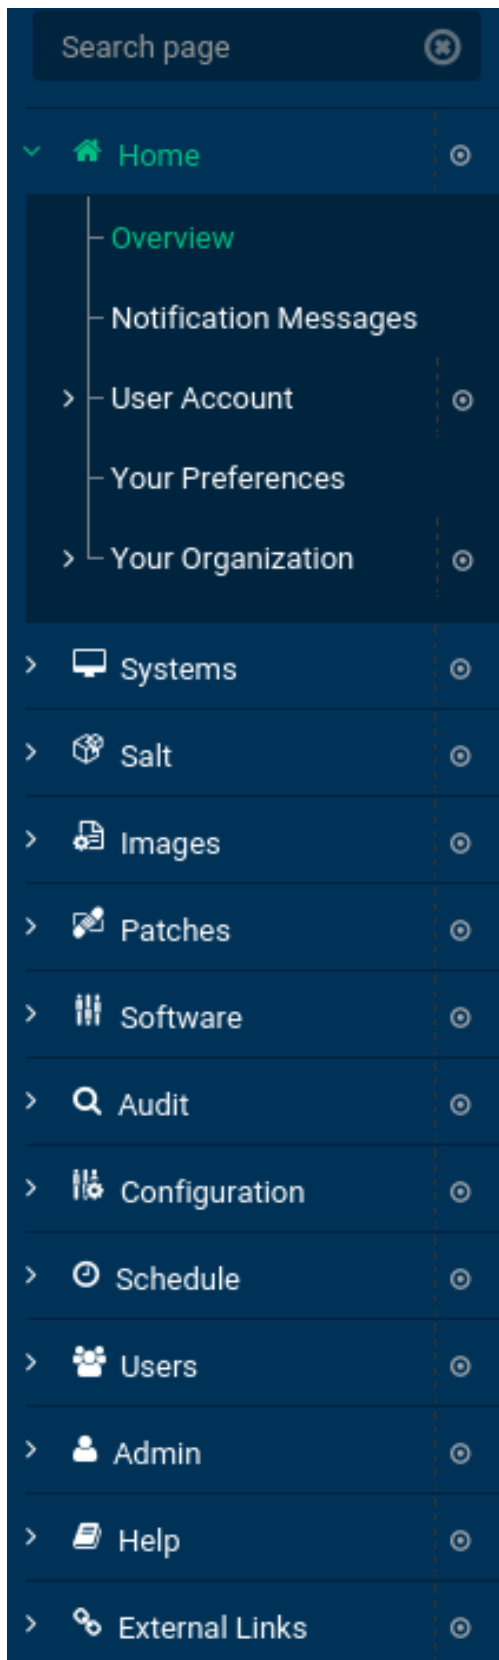 Search page
Home
Overview
Notification Messages
User Account
Your Preferences
Your Organization
Systems
Salt
Images
Patches
Software
Audit
Configuration
Schedule
Users
Admin
Help
External Links